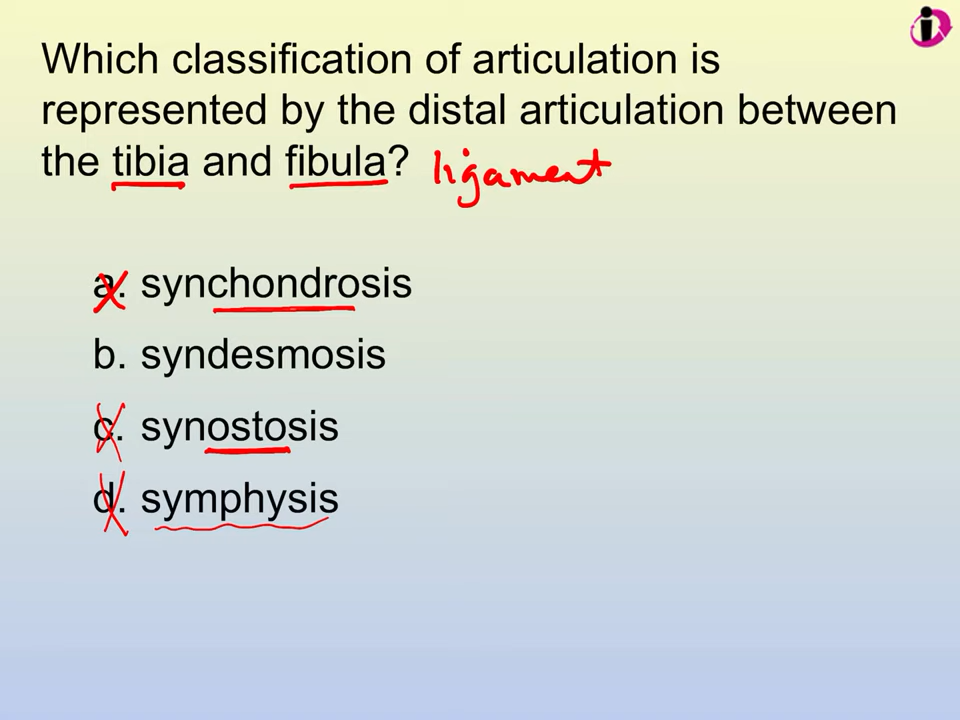 Which classification of articulation is
represented by the distal articulation between
the tibia and fibula? ligament
a. synchondrosis
b. syndesmosis
c. synostosis
d. symphysis